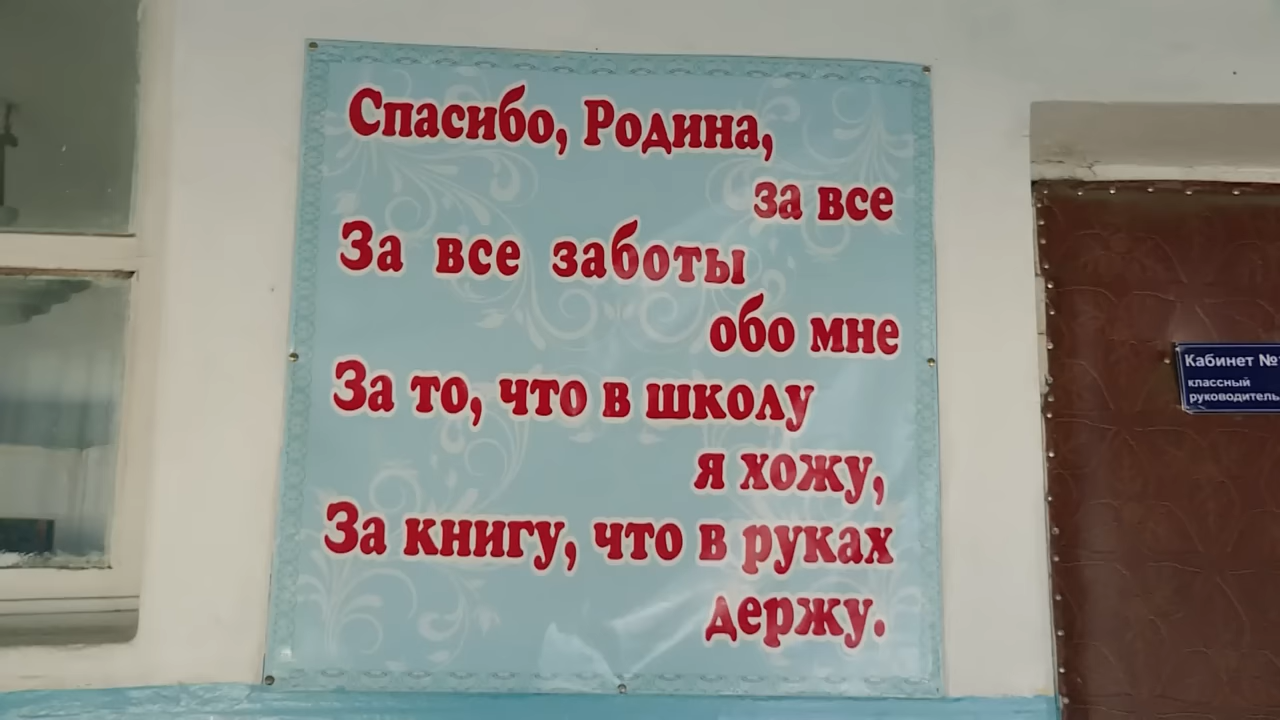 Спасибо, Родина,
за все
За все заботы
обо мне
За то, что в школу
я хожу,
За книгу, что в руках
держу.
Кабинет №
классный
руководитель